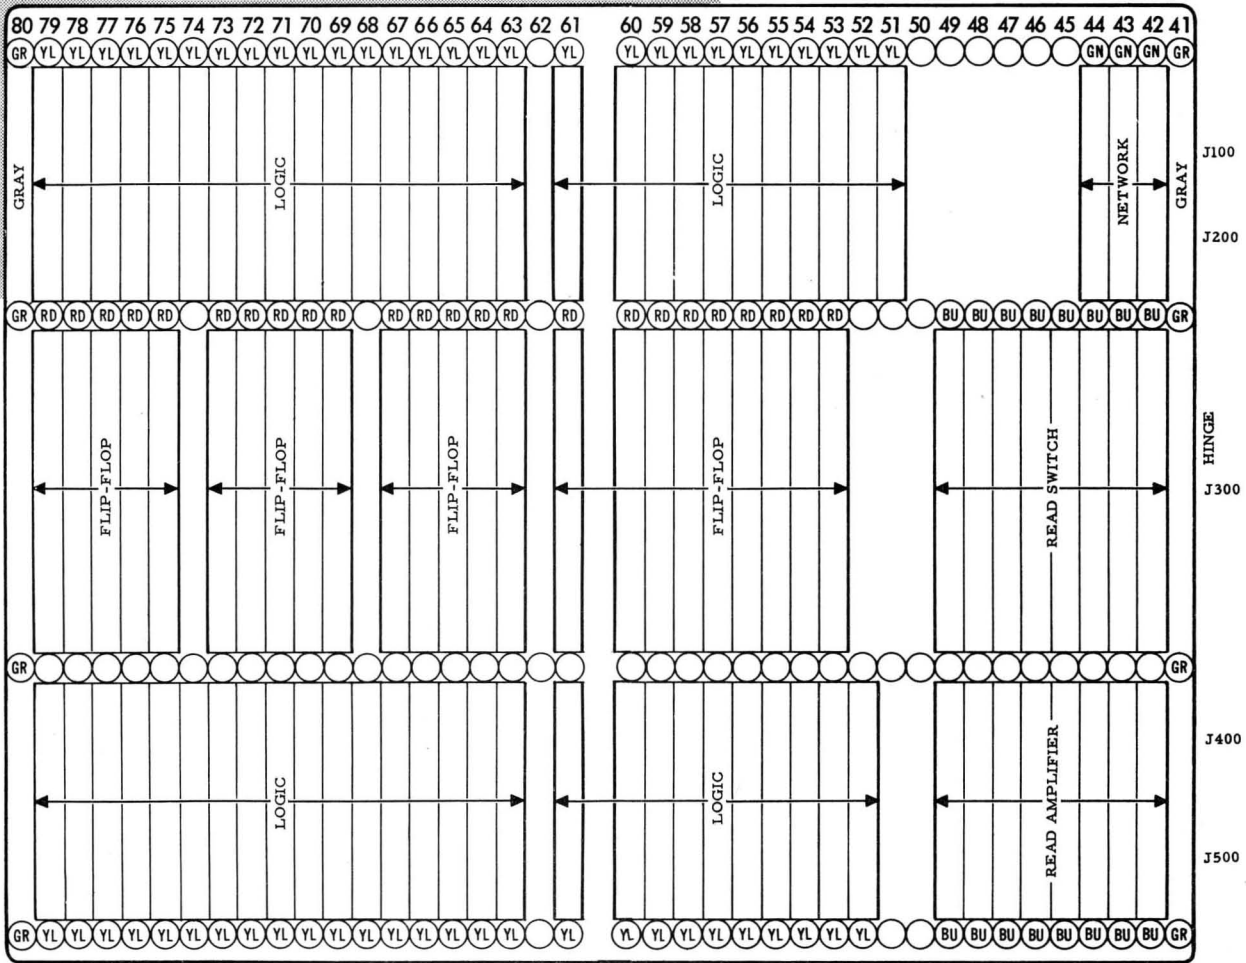 80 79 78 77 76 75 74 73 72 71 70 69 68 67 66 65 64 63 62 61 60 59 58 57 56 55 54 53 52 51 50 49 48 47 46 45 44 43 42 41
GR YL YL YL YL YL YL YL YL YL YL YL YL YL YL YL YL YL YL YL YL YL YL YL YL YL YL YL YL GN GN GN GR
GRAY LOGIC LOGIC NETWORK GRAY
J100
J200
GR RD RD RD RD RD RD RD RD RD RD RD RD RD RD RD RD RD RD RD RD RD RD RD RD BU BU BU BU BU BU BU BU GR
FLIP-FLOP FLIP-FLOP FLIP-FLOP FLIP-FLOP READ SWITCH
HINGE
J300
GR GR
LOGIC LOGIC READ AMPLIFIER
J400
J500
GR YL YL YL YL YL YL YL YL YL YL YL YL YL YL YL YL YL YL YL YL YL YL YL YL YL YL YL BU BU BU BU BU BU BU BU GR